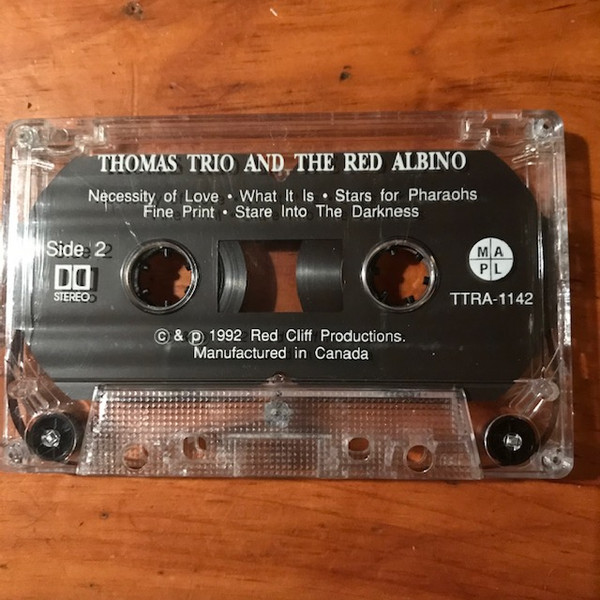 THOMAS TRIO AND THE RED ALBINO
Necessity of Love • What It Is • Stars for Pharaohs
Fine Print • Stare Into The Darkness
Side 2
STEREO
M A
P L
TTRA-1142
© & ℗ 1992 Red Cliff Productions.
Manufactured in Canada